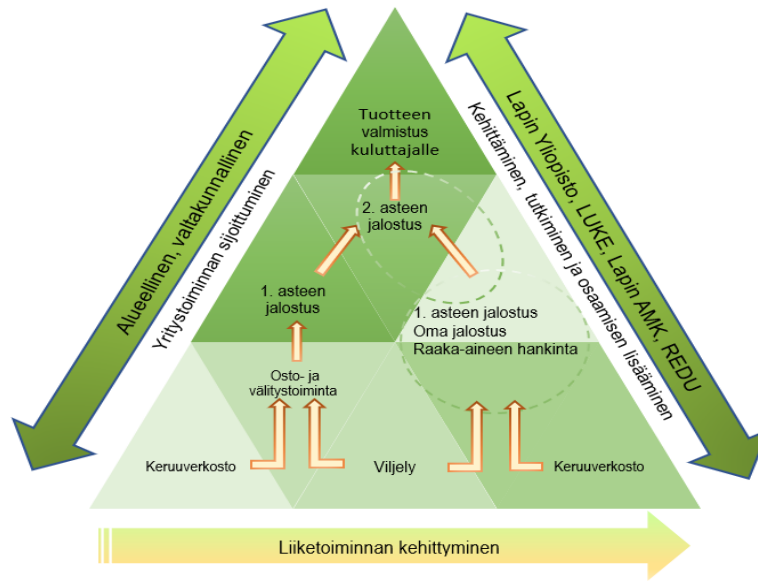 Tuotteen
valmistus
kuluttajalle
2. asteen
jalostus
1. asteen
jalostus
1. asteen jalostus
Oma jalostus
Raaka-aineen hankinta
Osto- ja
välitystoiminta
Keruuverkosto
Viljely
Keruuverkosto
Alueellinen, valtakunnallinen
Yritystoiminnan sijoittuminen
Lapin Yliopisto, LUKE, Lapin AMK, REDU
Kehittäminen, tutkiminen ja osaamisen lisääminen
Liiketoiminnan kehittyminen